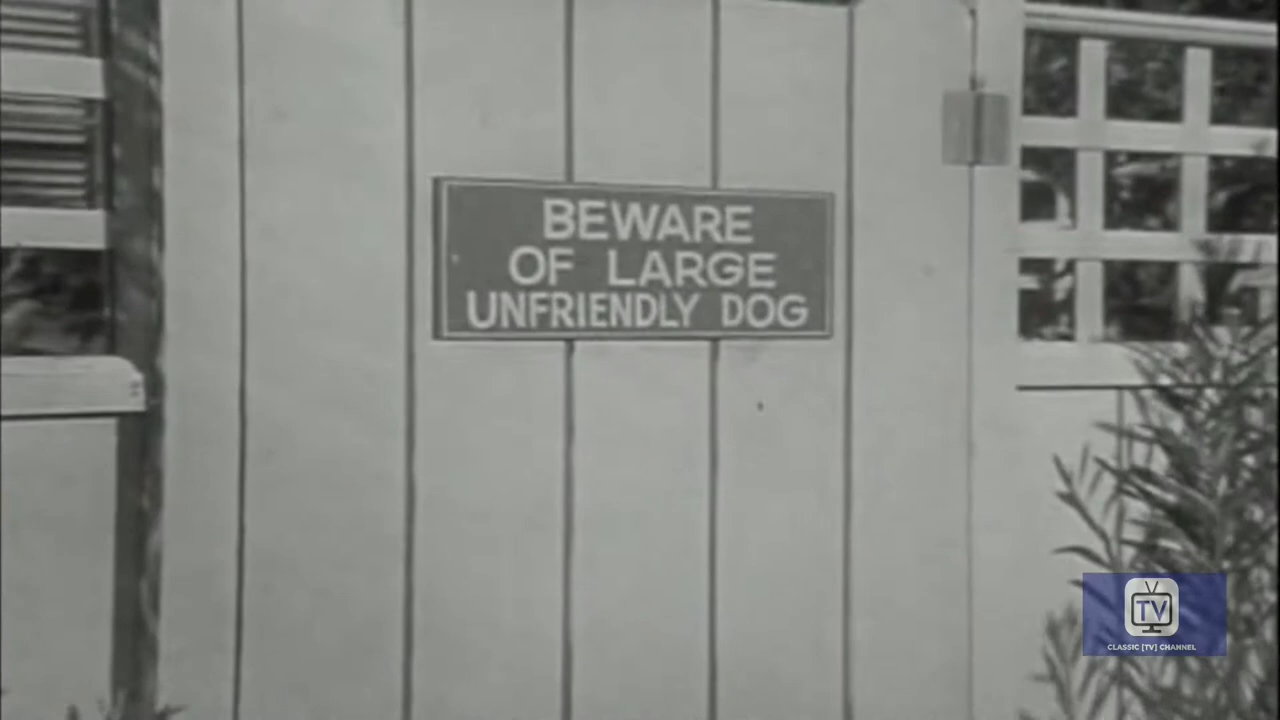 BEWARE
OF LARGE
UNFRIENDLY DOG
TV
CLASSIC [TV] CHANNEL